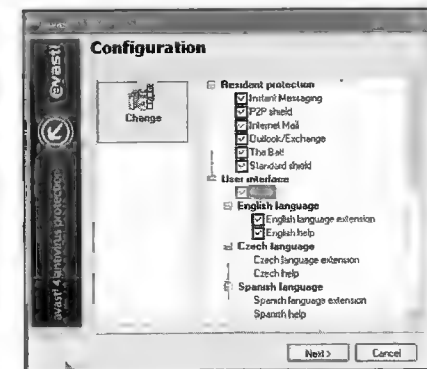 Configuration
avast!
avast! 4 antivirus protection
Change
Resident protection
Instant Messaging
P2P shield
Internet Mail
Outlook/Exchange
The Bat!
Standard shield
User interface
English language
English language extension
English help
Czech language
Czech language extension
Czech help
Spanish language
Spanish language extension
Spanish help
Next >
Cancel